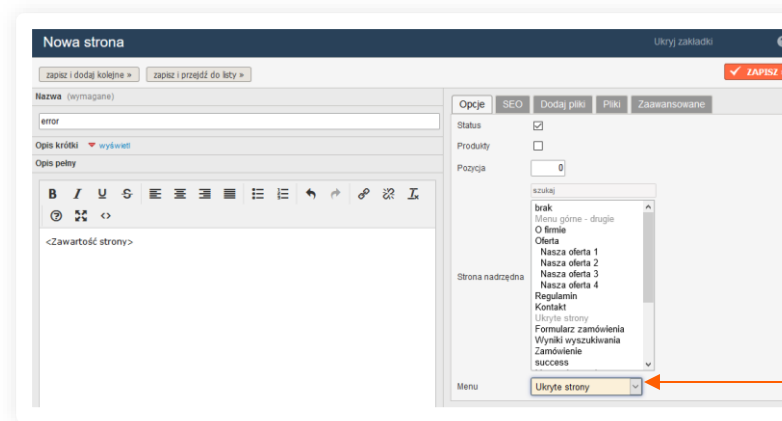 Nowa strona
Ukryj zakładki
zapisz i dodaj kolejne »
zapisz i przejdź do listy »
ZAPISZ
Nazwa (wymagane)
error
Opis krótki
wyświetl
Opis pełny
<Zawartość strony>
Opcje
SEO
Dodaj pliki
Pliki
Zaawansowane
Status
Produkty
Pozycja
0
szukaj
Strona nadrzędna
brak
Menu górne - drugie
O firmie
Oferta
Nasza oferta 1
Nasza oferta 2
Nasza oferta 3
Nasza oferta 4
Regulamin
Kontakt
Ukryte strony
Formularz zamówienia
Wyniki wyszukiwania
Zamówienie
success
Menu
Ukryte strony